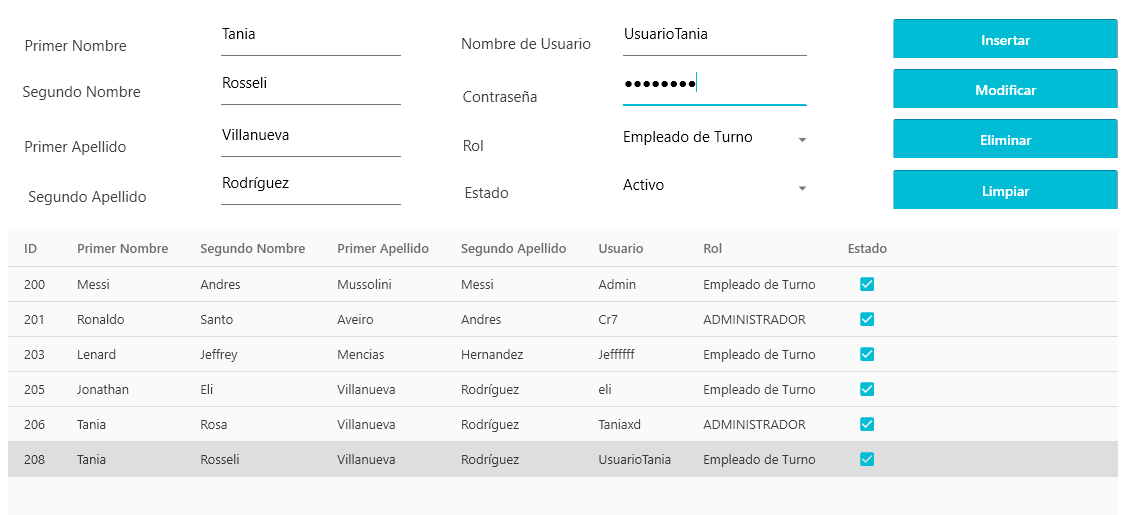 Primer Nombre Tania Nombre de Usuario UsuarioTania Insertar
Segundo Nombre Rosseli Contraseña ●●●●●●●● Modificar
Primer Apellido Villanueva Rol Empleado de Turno Eliminar
Segundo Apellido Rodríguez Estado Activo Limpiar
ID Primer Nombre Segundo Nombre Primer Apellido Segundo Apellido Usuario Rol Estado
200 Messi Andres Mussolini Messi Admin Empleado de Turno
201 Ronaldo Santo Aveiro Andres Cr7 ADMINISTRADOR
203 Lenard Jeffrey Mencias Hernandez Jeffffff Empleado de Turno
205 Jonathan Eli Villanueva Rodríguez eli Empleado de Turno
206 Tania Rosa Villanueva Rodríguez Taniaxd ADMINISTRADOR
208 Tania Rosseli Villanueva Rodríguez UsuarioTania Empleado de Turno